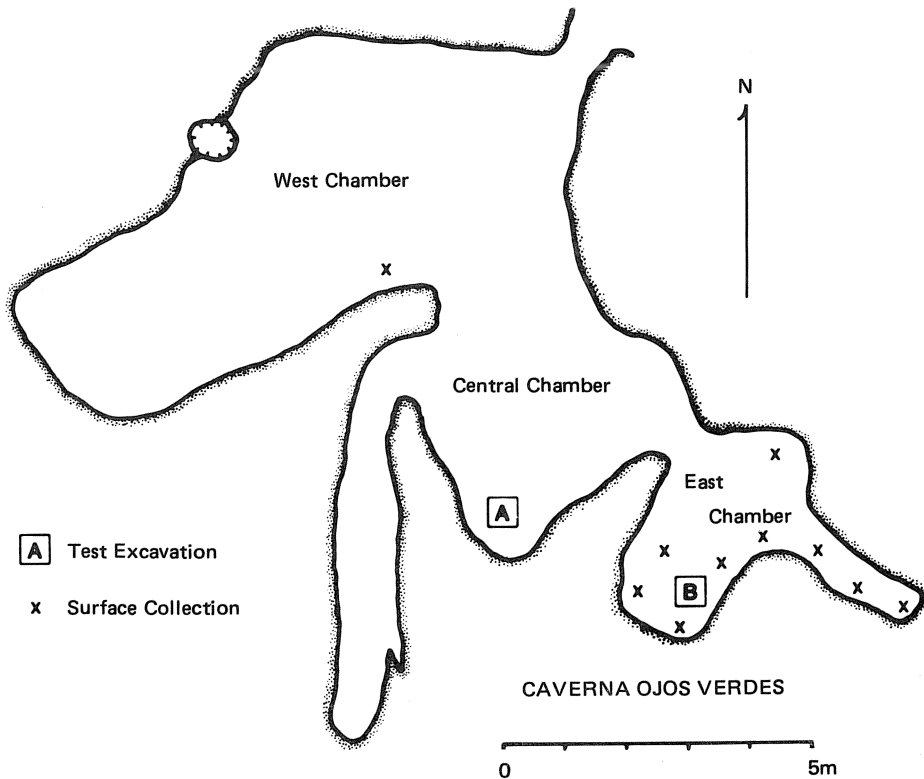 N
West Chamber
x
Central Chamber
x
East
A
Chamber
x
A Test Excavation
x
x
x
x
B
x
x
x Surface Collection
x
x
CAVERNA OJOS VERDES
0 5m